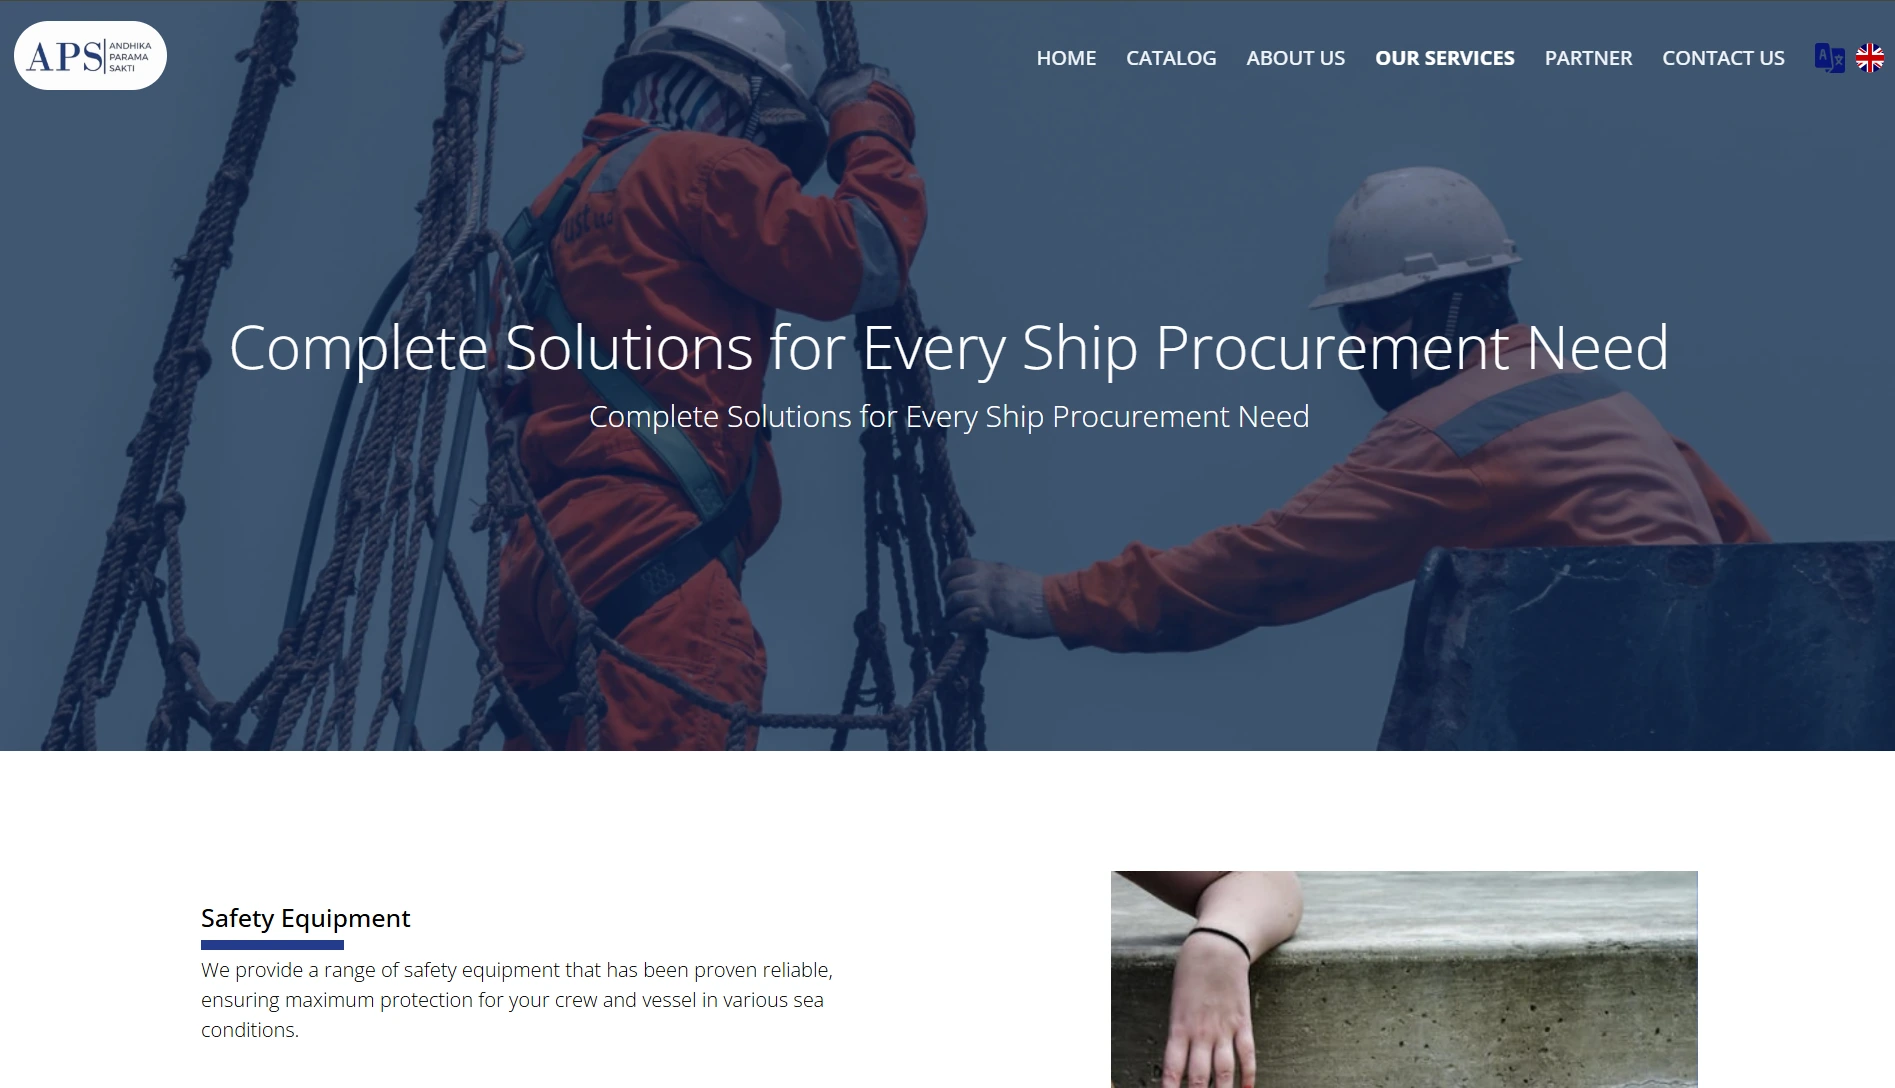 APS
ANDHIKA
PARAMA
SAKTI
HOME CATALOG ABOUT US OUR SERVICES PARTNER CONTACT US
Complete Solutions for Every Ship Procurement Need
Complete Solutions for Every Ship Procurement Need
Safety Equipment
We provide a range of safety equipment that has been proven reliable,
ensuring maximum protection for your crew and vessel in various sea
conditions.